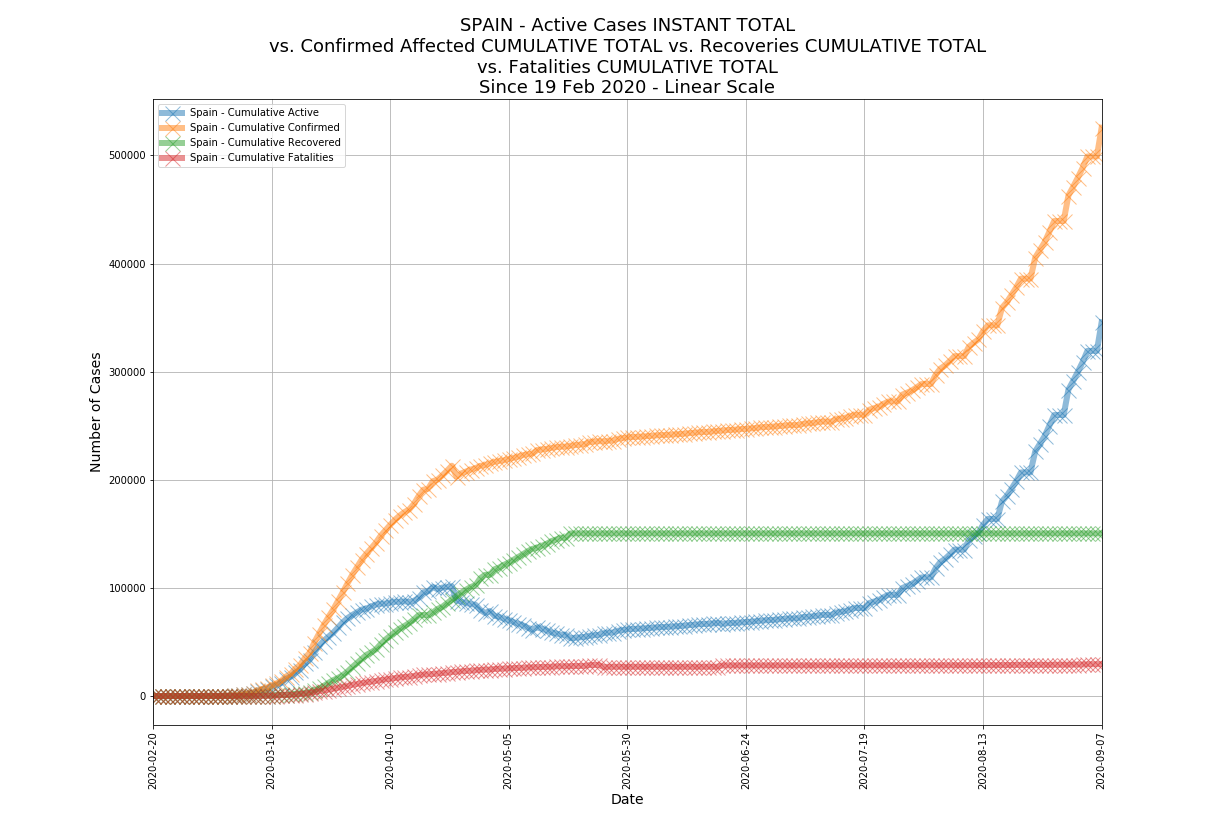 SPAIN - Active Cases INSTANT TOTAL
vs. Confirmed Affected CUMULATIVE TOTAL vs. Recoveries CUMULATIVE TOTAL
vs. Fatalities CUMULATIVE TOTAL
Since 19 Feb 2020 - Linear Scale
Spain - Cumulative Active
Spain - Cumulative Confirmed
Spain - Cumulative Recovered
Spain - Cumulative Fatalities
Number of Cases
500000
400000
300000
200000
100000
0
2020-02-20
2020-03-16
2020-04-10
2020-05-05
2020-05-30
2020-06-24
2020-07-19
2020-08-13
2020-09-07
Date